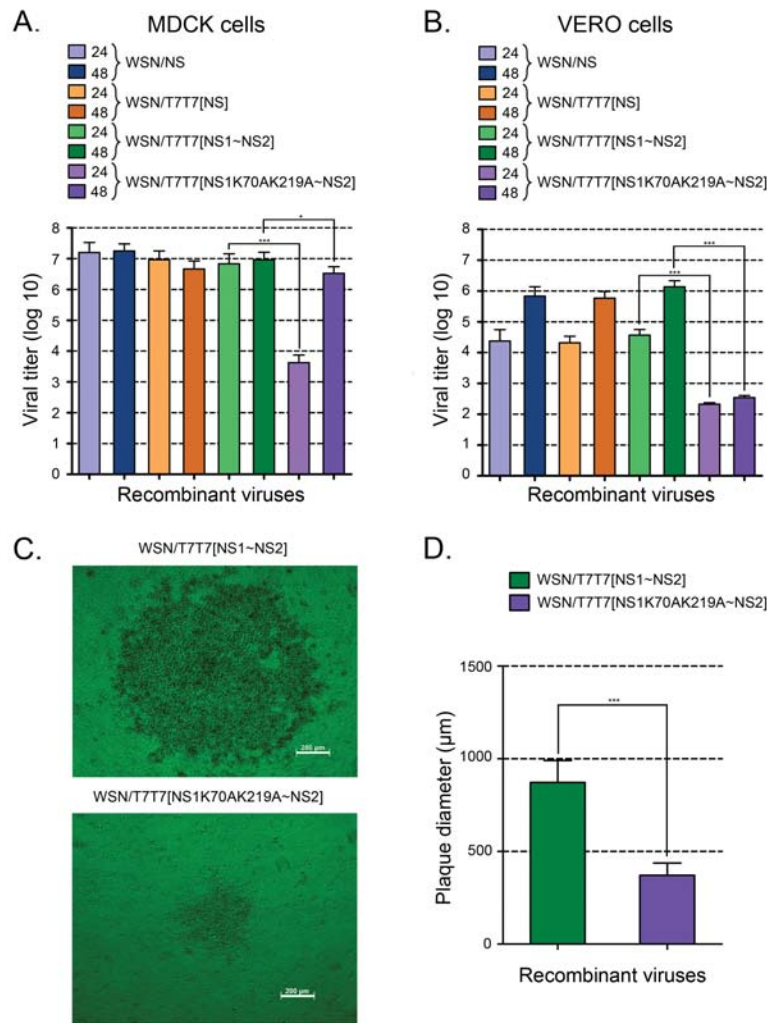 A.
MDCK cells
24
48
WSN/NS
24
48
WSN/T7T7[NS]
24
48
WSN/T7T7[NS1~NS2]
24
48
WSN/T7T7[NS1K70AK219A~NS2]
8
7
6
5
4
3
2
1
0
Viral titer (log 10)
***
*
Recombinant viruses
B.
VERO cells
24
48
WSN/NS
24
48
WSN/T7T7[NS]
24
48
WSN/T7T7[NS1~NS2]
24
48
WSN/T7T7[NS1K70AK219A~NS2]
8
7
6
5
4
3
2
1
0
Viral titer (log 10)
***
***
Recombinant viruses
C.
WSN/T7T7[NS1~NS2]
WSN/T7T7[NS1K70AK219A~NS2]
200 µm
D.
WSN/T7T7[NS1~NS2]
WSN/T7T7[NS1K70AK219A~NS2]
1500
1000
500
0
Plaque diameter (µm)
***
Recombinant viruses